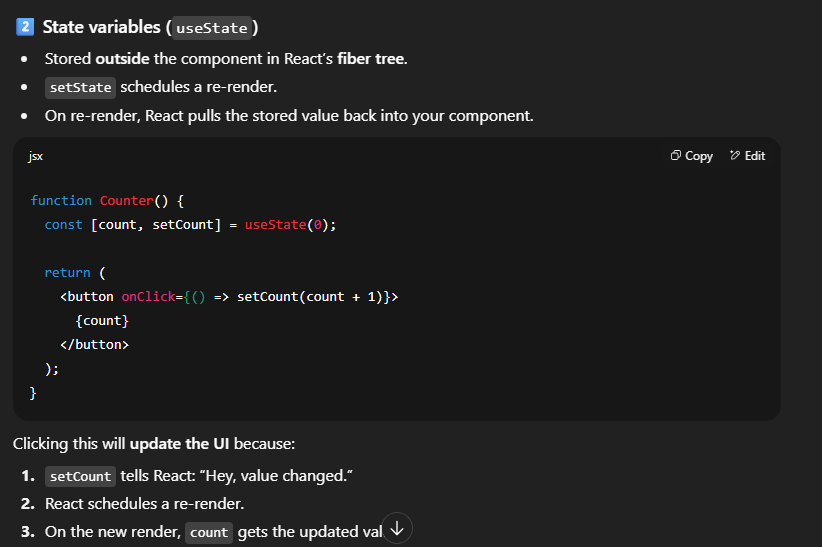 2 State variables (useState)
• Stored outside the component in React’s fiber tree.
• setState schedules a re-render.
• On re-render, React pulls the stored value back into your component.
jsx Copy Edit
function Counter() {
const [count, setCount] = useState(0);
return (
<button onClick={() => setCount(count + 1)}>
{count}
</button>
);
}
Clicking this will update the UI because:
1. setCount tells React: “Hey, value changed.”
2. React schedules a re-render.
3. On the new render, count gets the updated val